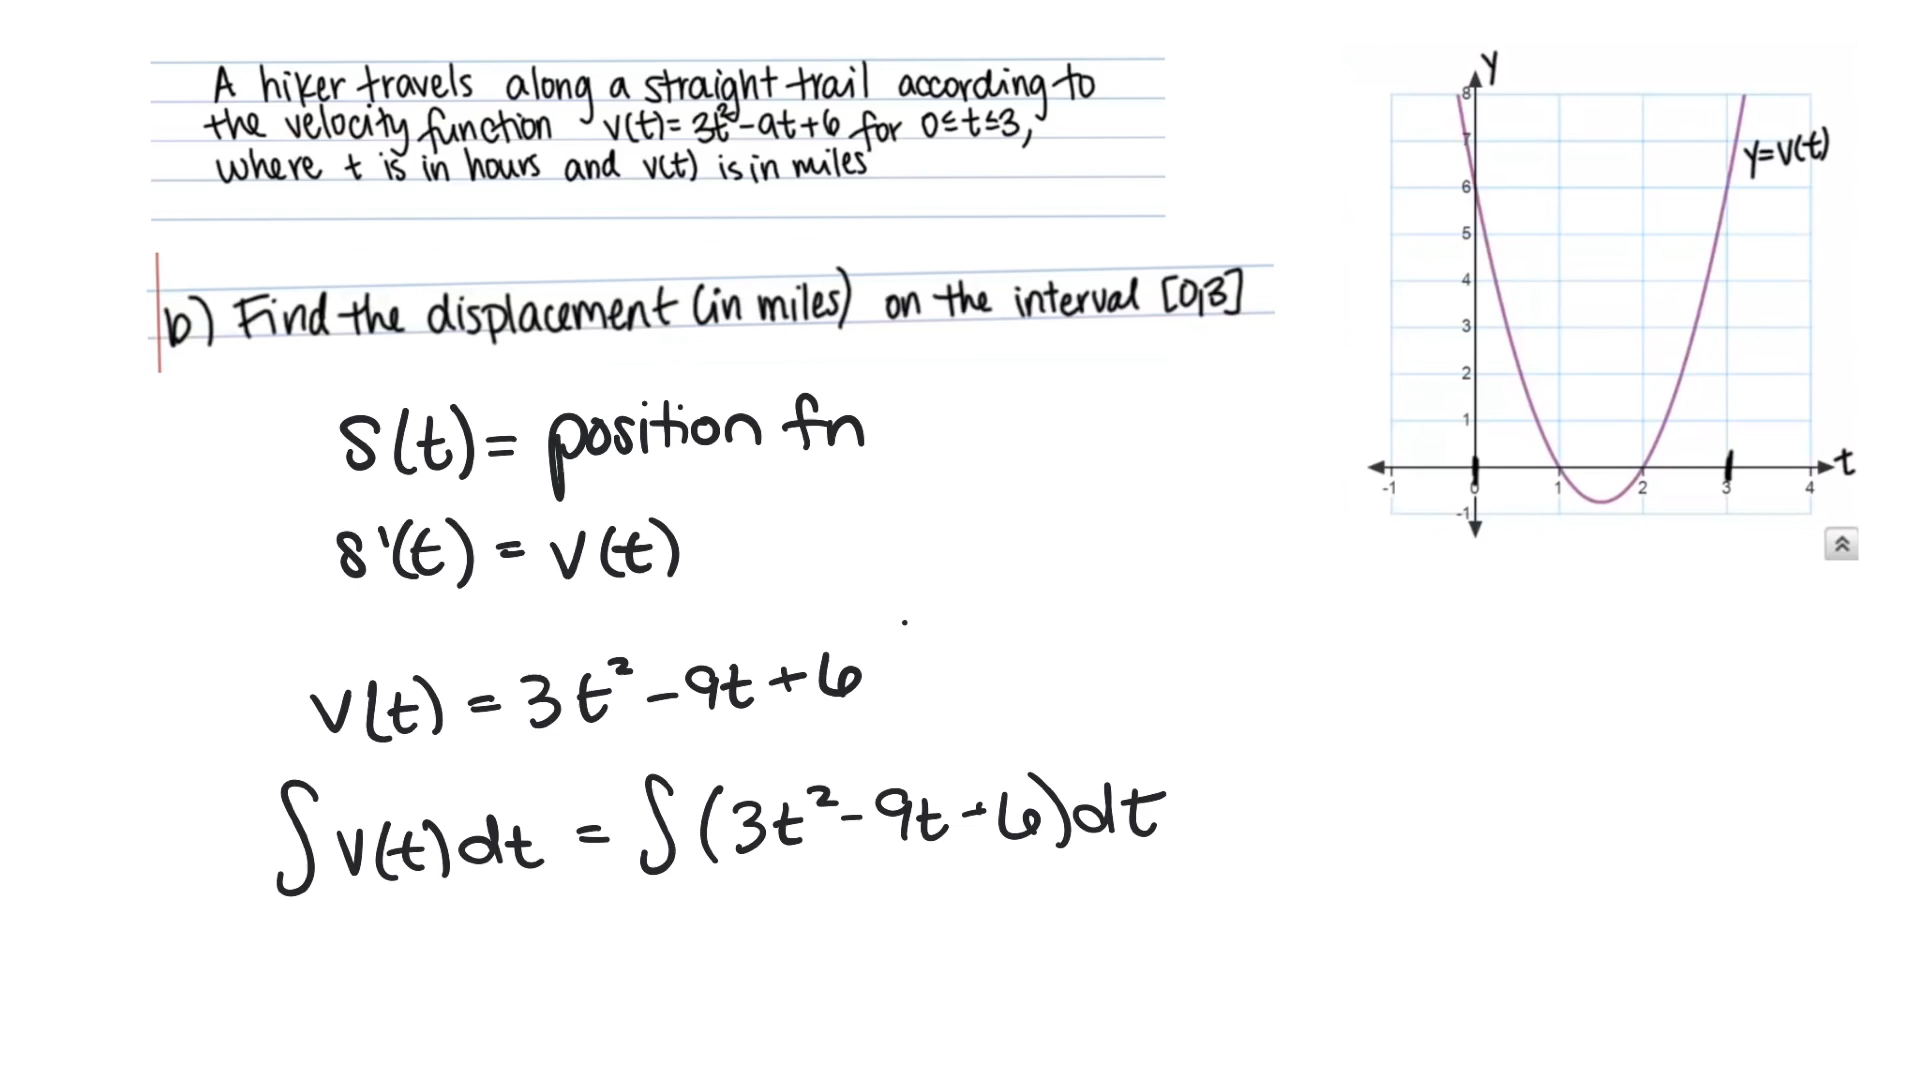 A hiker travels along a straight trail according to
the velocity function v(t)= 3t²-9t+6 for 0≤t≤3,
where t is in hours and v(t) is in miles
b) Find the displacement (in miles) on the interval [0,3]
s(t)= position fn
s'(t) = v(t)
v(t) = 3t² - 9t + 6
∫v(t)dt = ∫(3t²-9t+6)dt
y
8
7
y=v(t)
6
5
4
3
2
1
t
-1 0 1 2 3 4
-1